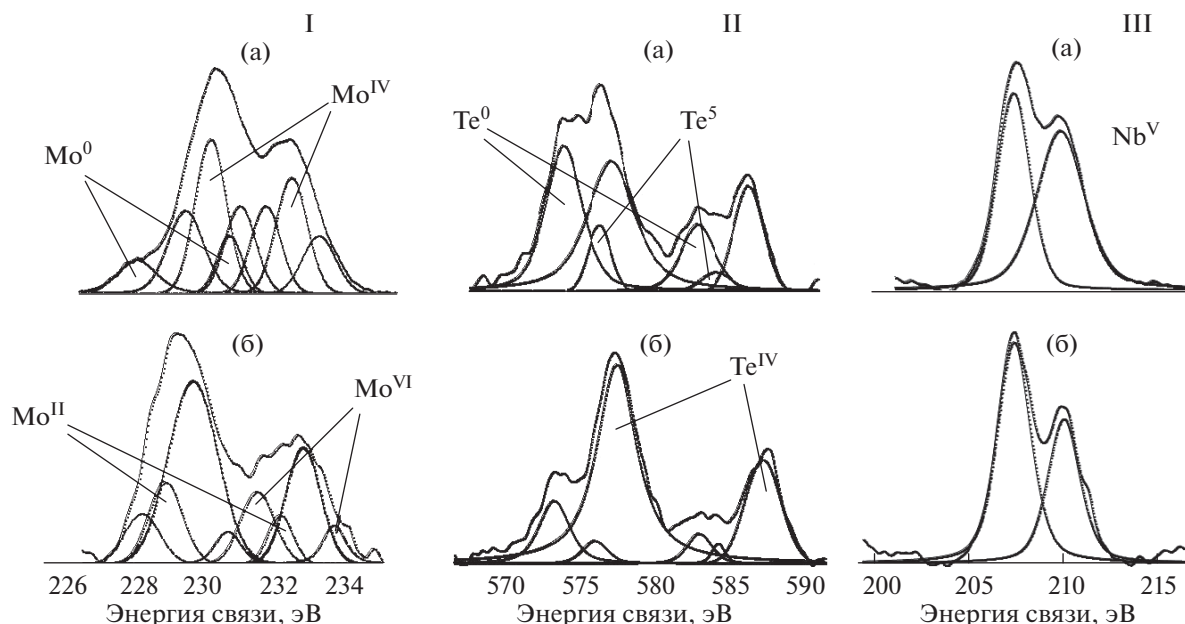 I
II
III
(а)
(а)
(а)
Mo^IV
Mo^0
Te^0
Te^5
Nb^V
(б)
(б)
(б)
Mo^VI
Mo^II
Te^IV
226 228 230 232 234
570 575 580 585 590
200 205 210 215
Энергия связи, эВ
Энергия связи, эВ
Энергия связи, эВ